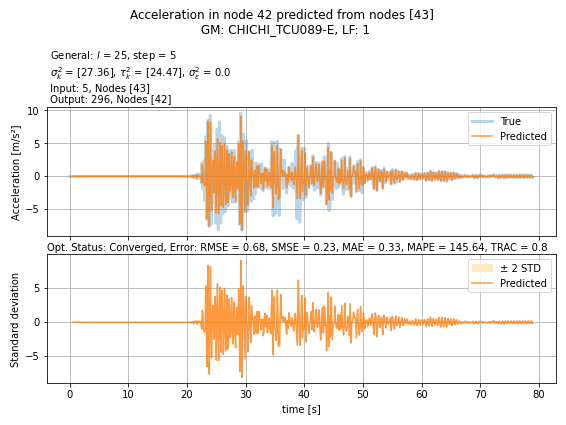 Acceleration in node 42 predicted from nodes [43]
GM: CHICHI_TCU089-E, LF: 1
General: l = 25, step = 5
σ²ₖ = [27.36], τ²ₖ = [24.47], σ²ε = 0.0
Input: 5, Nodes [43]
Output: 296, Nodes [42]
Acceleration [m/s²]
10
5
0
−5
True
Predicted
Opt. Status: Converged, Error: RMSE = 0.68, SMSE = 0.23, MAE = 0.33, MAPE = 145.64, TRAC = 0.8
Standard deviation
5
0
−5
± 2 STD
Predicted
0 10 20 30 40 50 60 70 80
time [s]